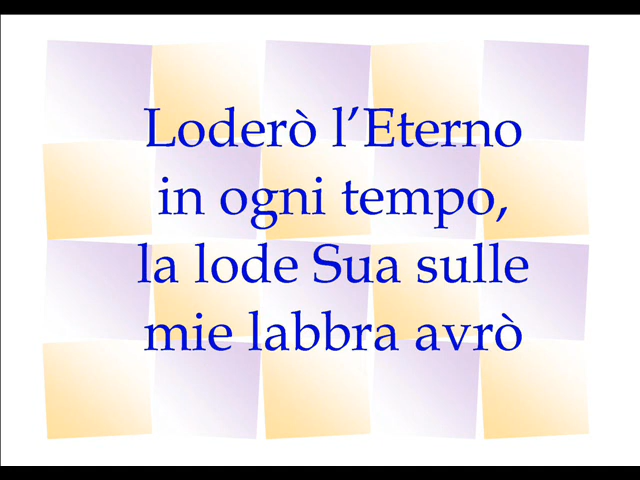 Loderò l’Eterno
in ogni tempo,
la lode Sua sulle
mie labbra avrò